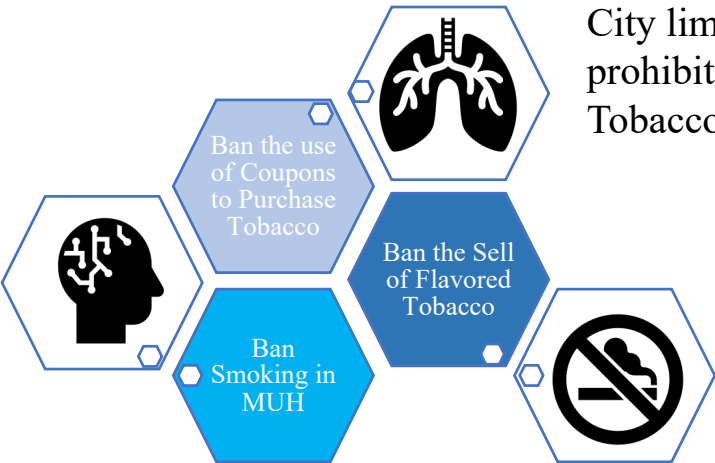 City lim
prohibit
Tobacco
Ban the use
of Coupons
to Purchase
Tobacco
Ban the Sell
of Flavored
Tobacco
Ban
Smoking in
MUH